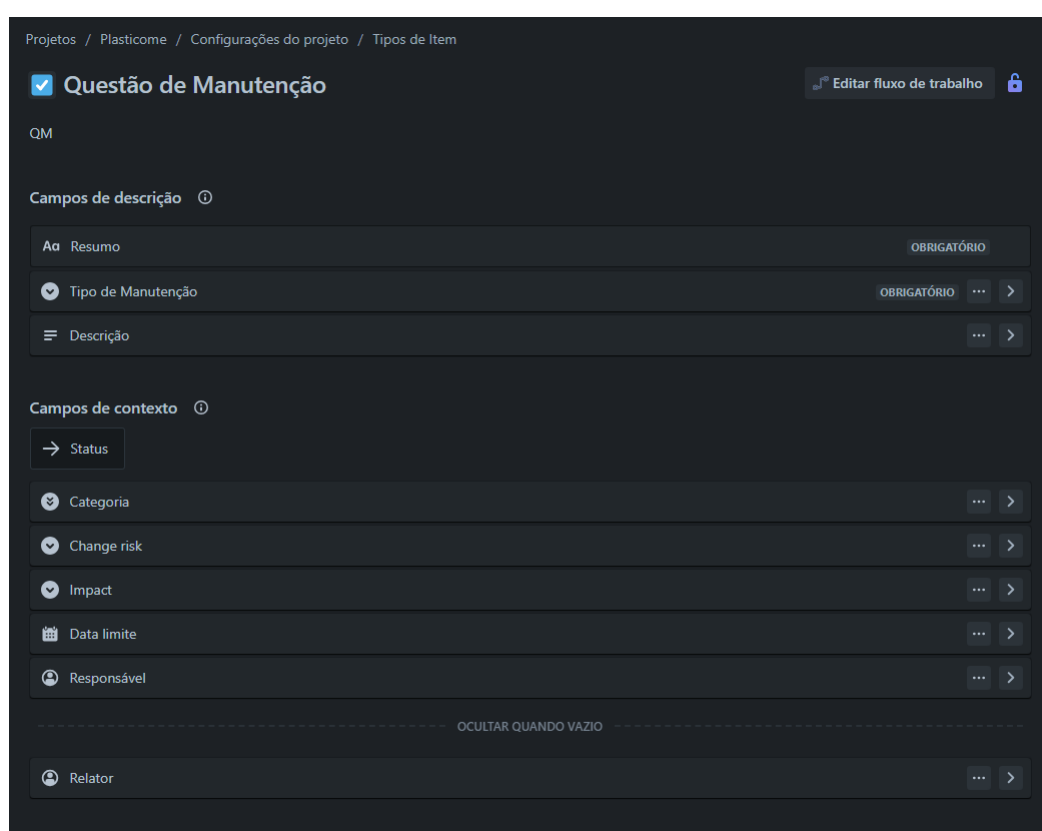 Projetos / Plasticome / Configurações do projeto / Tipos de Item
Questão de Manutenção
Editar fluxo de trabalho
QM
Campos de descrição
Aa Resumo OBRIGATÓRIO
Tipo de Manutenção OBRIGATÓRIO
Descrição
Campos de contexto
Status
Categoria
Change risk
Impact
Data limite
Responsável
OCULTAR QUANDO VAZIO
Relator